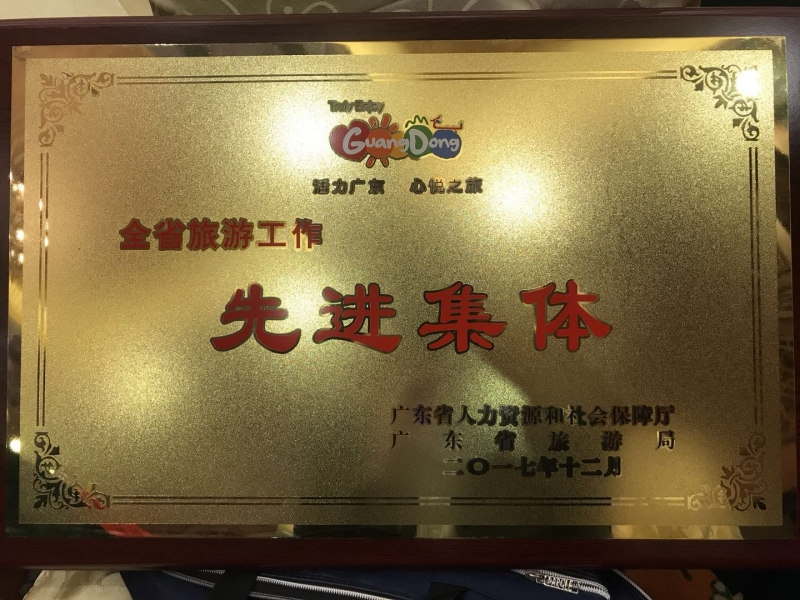 Truly Enjoy
GuangDong
活力广东 心悦之旅
全省旅游工作
先进集体
广东省人力资源和社会保障厅
广东省旅游局
二〇一七年十二月